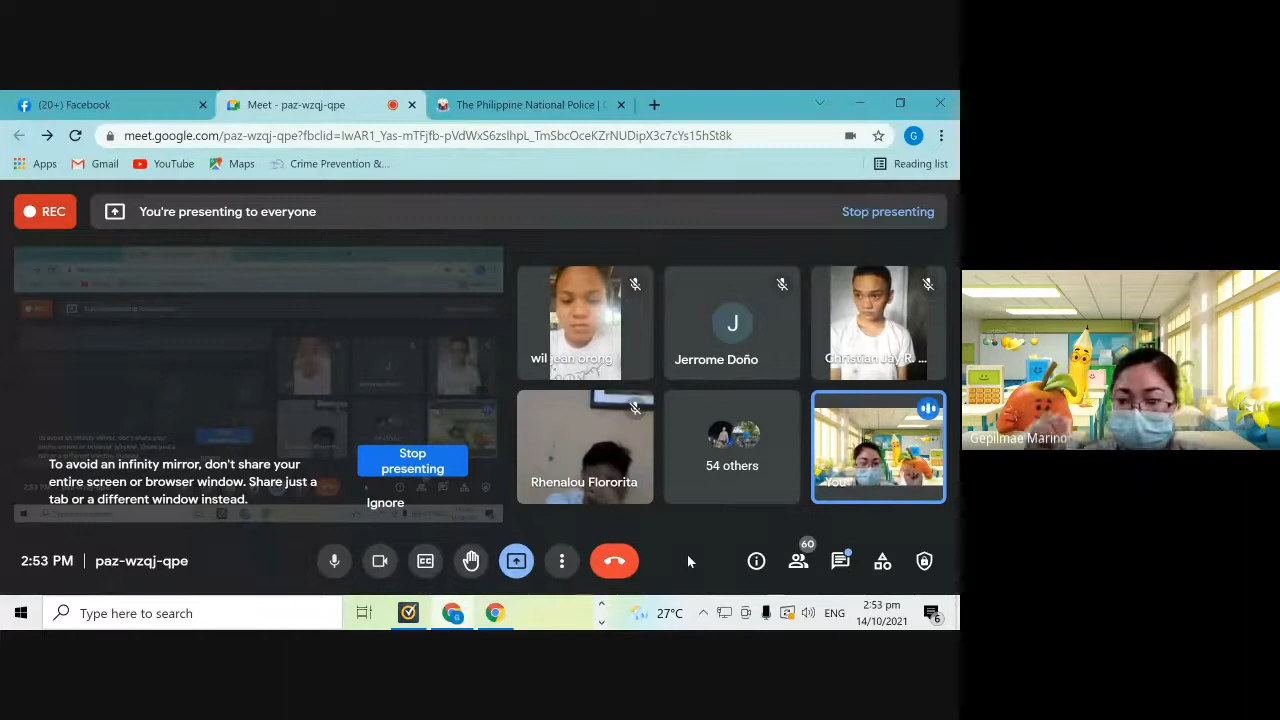 (20+) Facebook
Meet - paz-wzqj-qpe
The Philippine National Police |
meet.google.com/paz-wzqj-qpe?fbclid=IwAR1_Yas-mTFjfb-pVdWxS6zsIhpL_TmSbcOceKZrNUDipX3c7cYs15hSt8k
G
Apps
Gmail
YouTube
Maps
Crime Prevention &...
Reading list
REC
You're presenting to everyone
Stop presenting
wil jean orong
J
Jerrome Doño
Christian Jay R. ...
Gepilmae Marino
To avoid an infinity mirror, don't share your
entire screen or browser window. Share just a
tab or a different window instead.
Stop
presenting
Ignore
Rhenalou Flororita
54 others
You
2:53 PM
paz-wzqj-qpe
CC
60
Type here to search
27°C
ENG
2:53 pm
14/10/2021
6